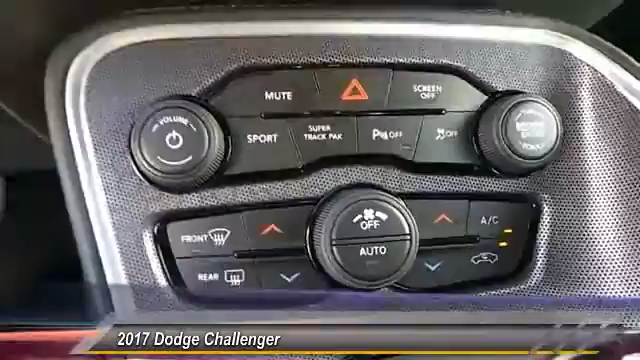 MUTE
SCREEN OFF
VOLUME
SPORT
SUPER TRACK PAK
P OFF
OFF
OFF
AUTO
FRONT
REAR
A/C
2017 Dodge Challenger